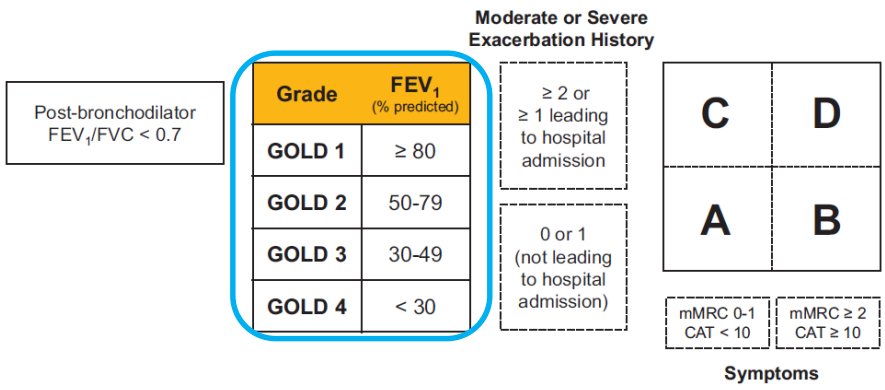 Moderate or Severe
Exacerbation History
Post-bronchodilator
FEV₁/FVC < 0.7
Grade
FEV₁
(% predicted)
GOLD 1
≥ 80
GOLD 2
50-79
GOLD 3
30-49
GOLD 4
< 30
≥ 2 or
≥ 1 leading
to hospital
admission
0 or 1
(not leading
to hospital
admission)
C
D
A
B
mMRC 0-1
CAT < 10
mMRC ≥ 2
CAT ≥ 10
Symptoms